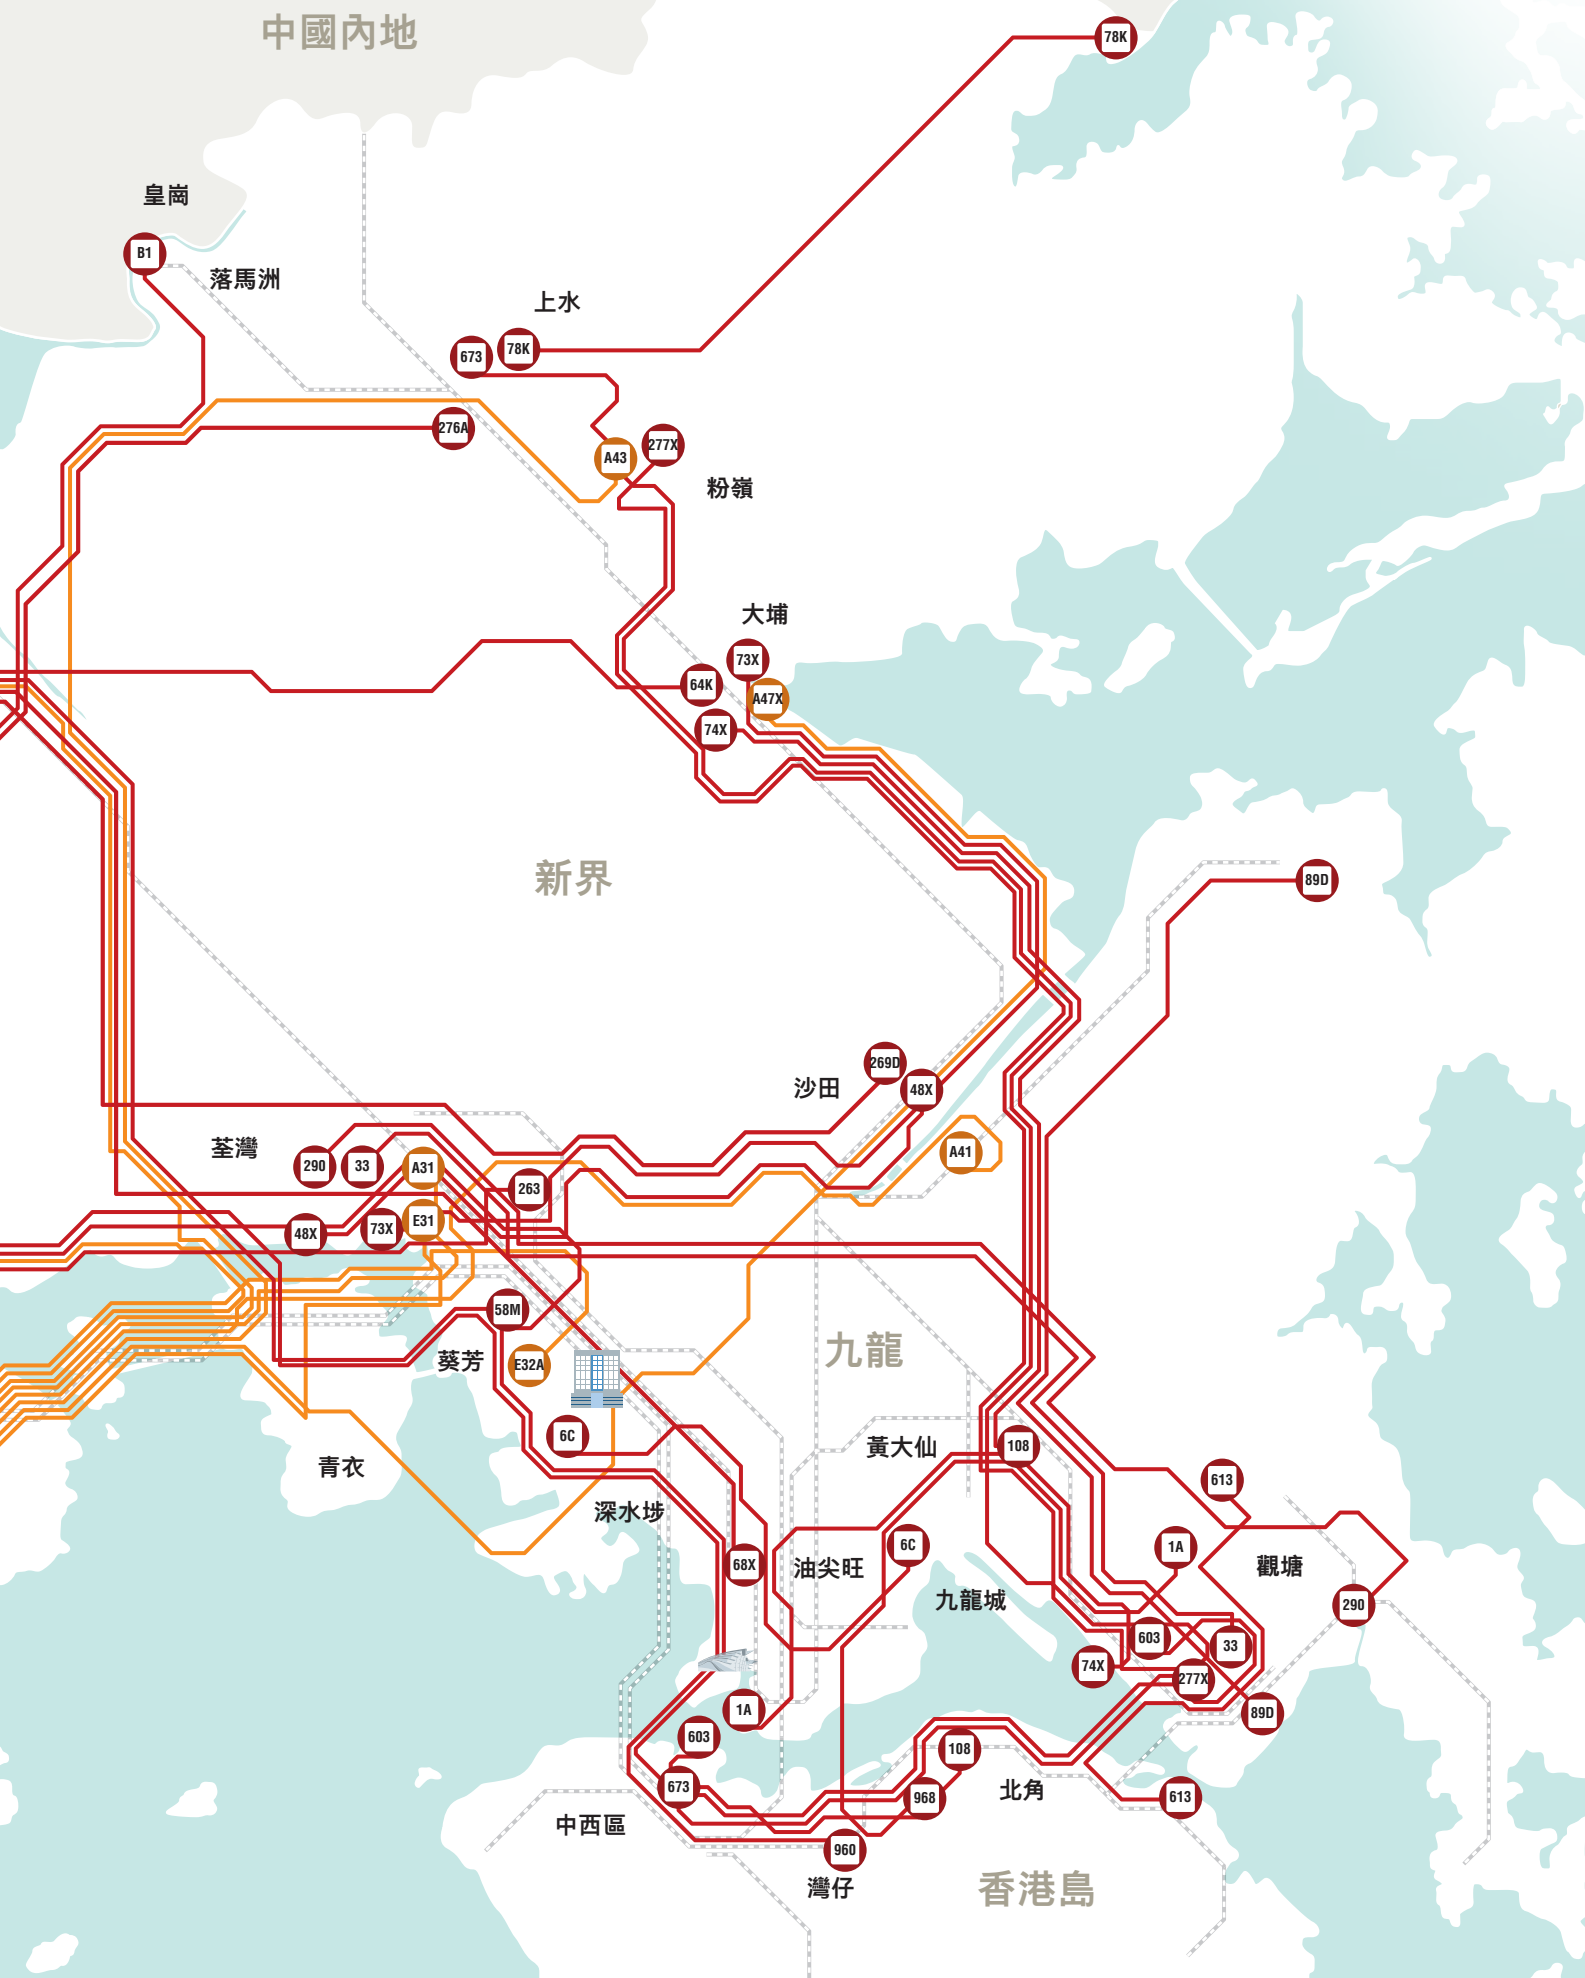 中國內地
78K
皇崗
B1
落馬洲
上水
673
78K
276A
A43
277X
粉嶺
大埔
73X
64K
A47X
74X
新界
89D
269D
沙田
48X
荃灣
290
33
A31
A41
263
E31
73X
48X
58M
葵芳
E32A
九龍
6C
黃大仙
108
青衣
613
深水埗
6C
1A
68X
油尖旺
觀塘
九龍城
290
603
33
74X
277X
1A
89D
603
108
673
北角
968
613
中西區
960
灣仔
香港島